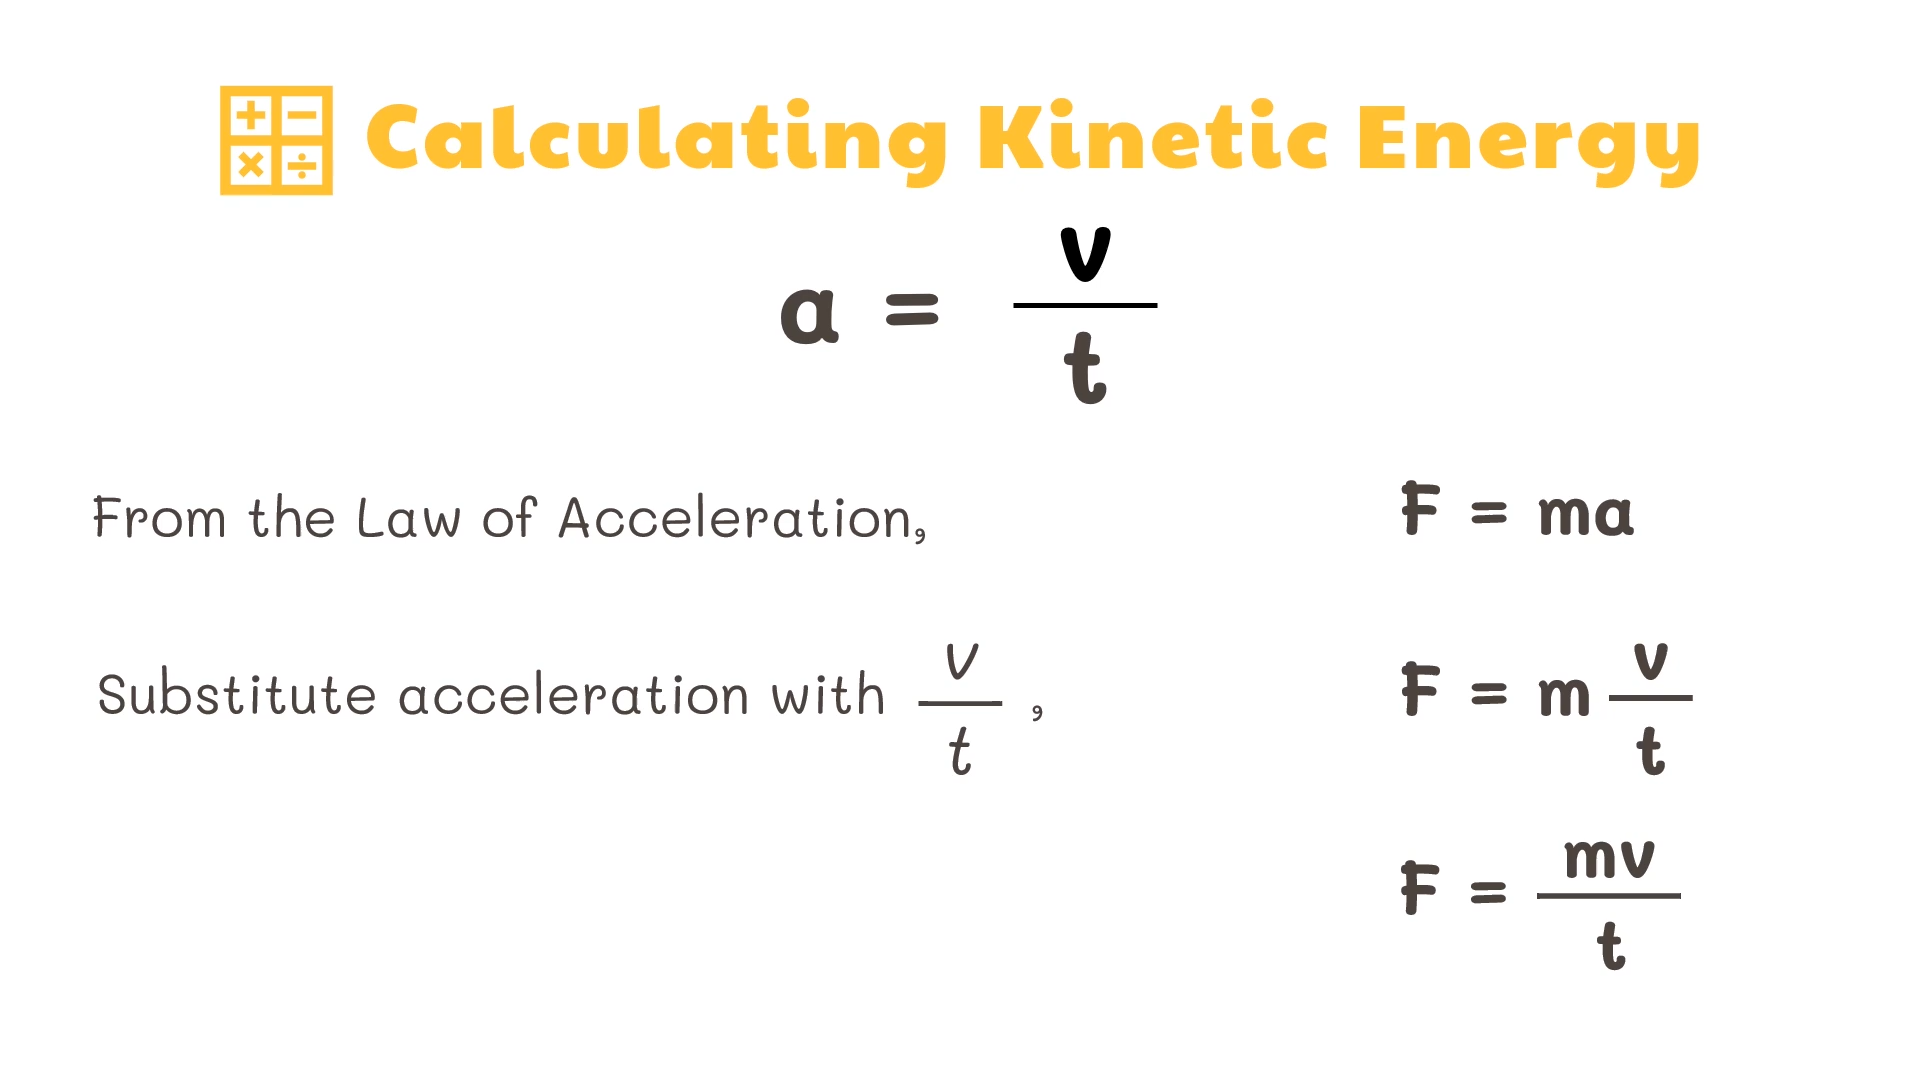 Calculating Kinetic Energy
a = v/t
From the Law of Acceleration, F = ma
Substitute acceleration with v/t , F = m v/t
F = mv/t